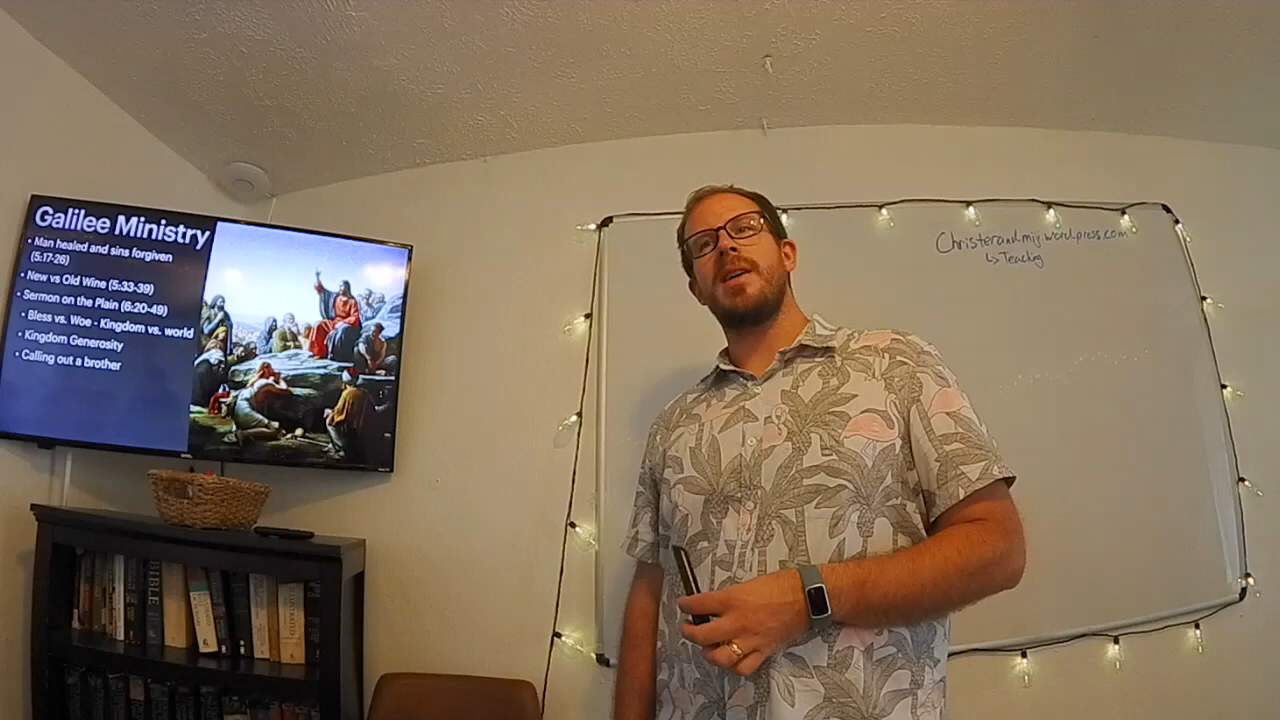 Galilee Ministry
• Man healed and sins forgiven
(5:17-26)
• New vs Old Wine (5:33-39)
• Sermon on the Plain (6:20-49)
• Bless vs. Woe - Kingdom vs. world
• Kingdom Generosity
• Calling out a brother
Christerandmij.wordpress.com
↳ Teaching
BIBLE